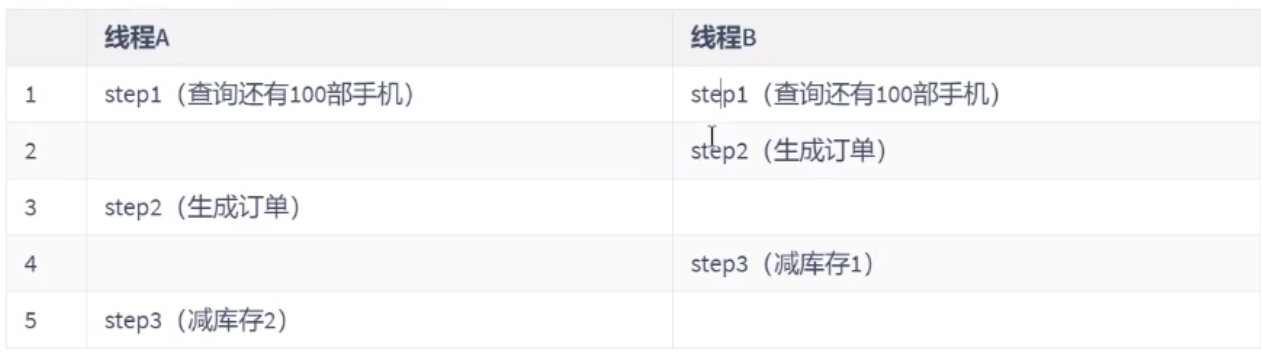 线程A 线程B
1 step1（查询还有100部手机） step1（查询还有100部手机）
2 step2（生成订单）
3 step2（生成订单）
4 step3（减库存1）
5 step3（减库存2）